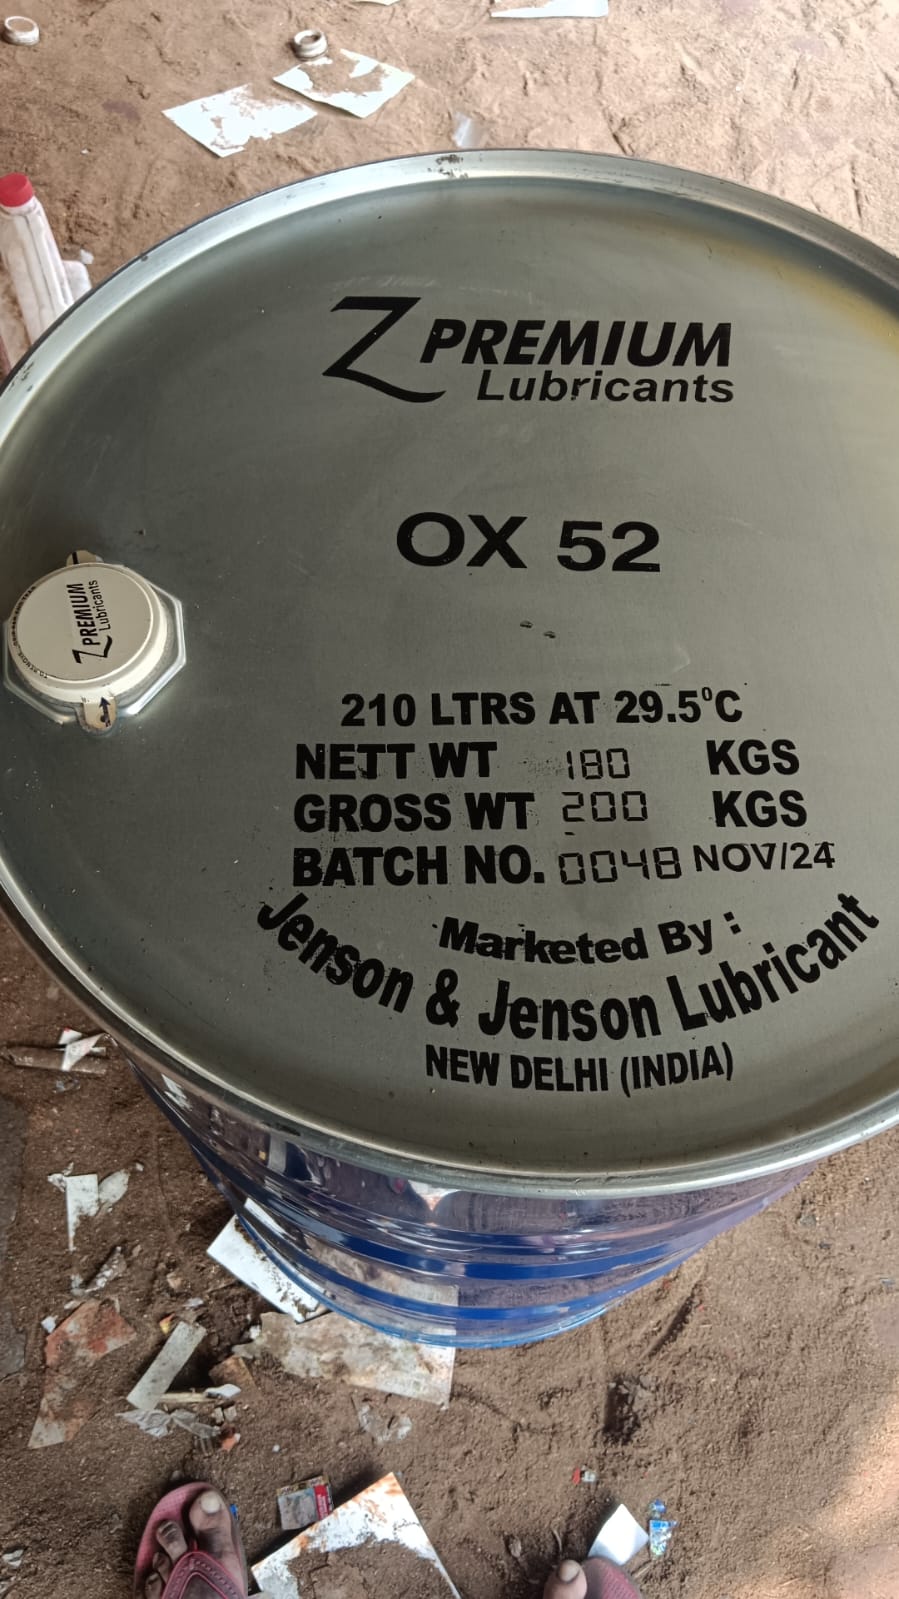 Z PREMIUM
Lubricants
OX 52
Z PREMIUM
Lubricants
210 LTRS AT 29.5⁰C
NETT WT 180 KGS
GROSS WT 200 KGS
BATCH NO. 0048 NOV/24
Marketed By :
Jenson & Jenson Lubricant
NEW DELHI (INDIA)